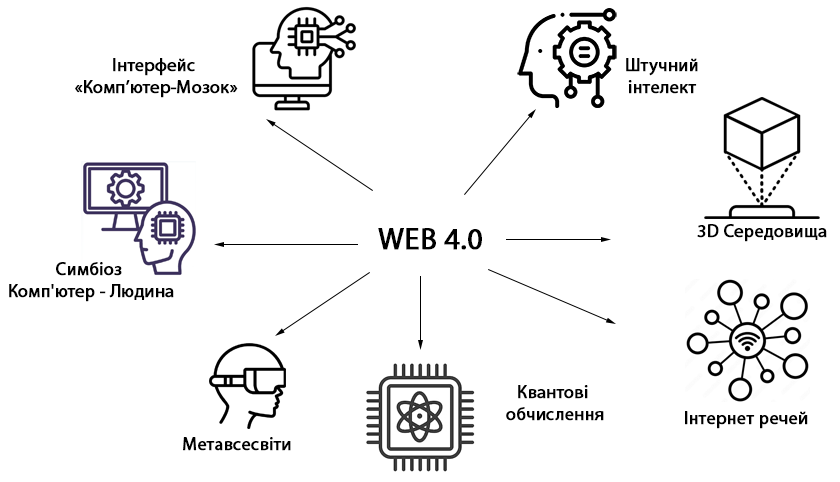 Інтерфейс
«Комп’ютер-Мозок»
Штучний
інтелект
3D Середовища
WEB 4.0
Симбіоз
Комп'ютер - Людина
Метавсесвіти
Квантові
обчислення
Інтернет речей